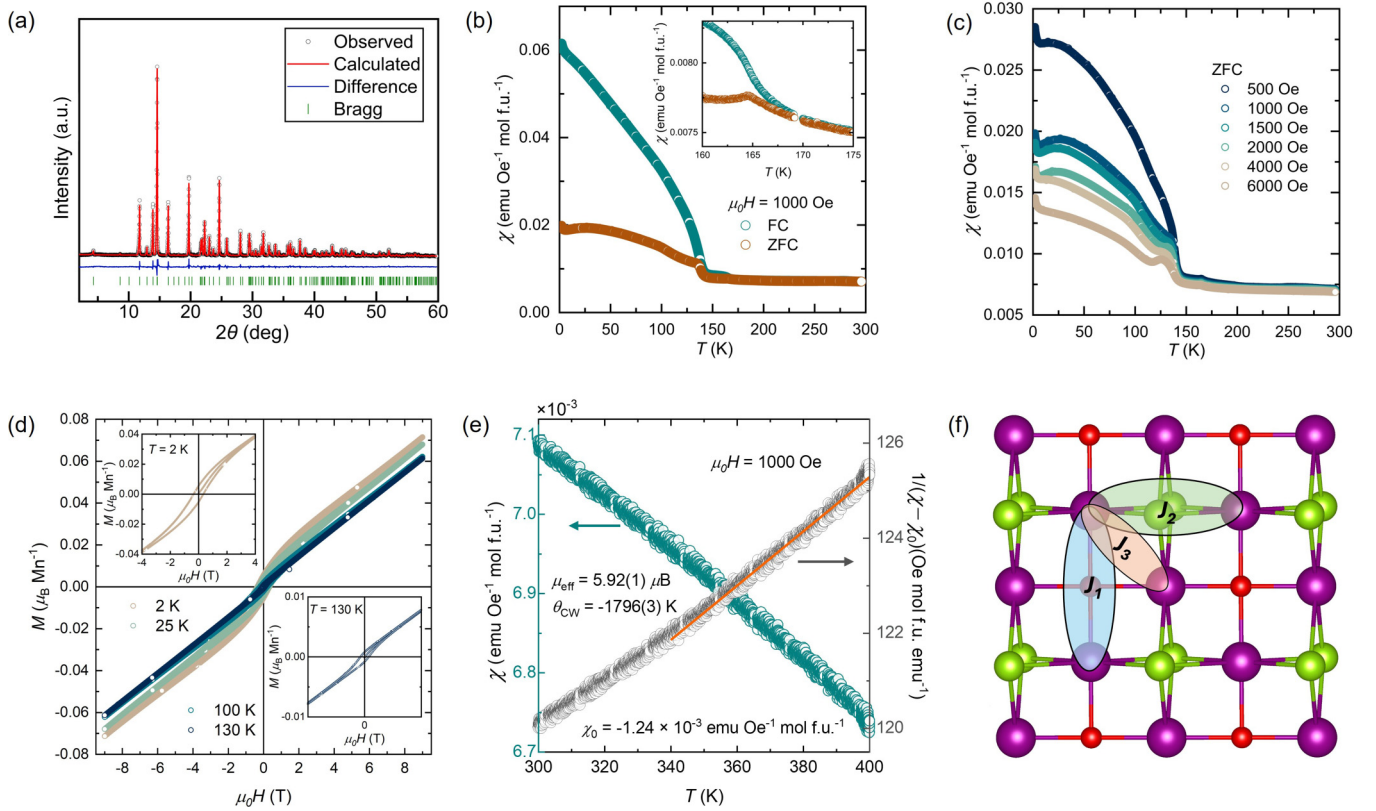 (a)
Observed
Calculated
Difference
Bragg
Intensity (a.u.)
10 20 30 40 50 60
2θ (deg)
(b)
0.06
0.04
0.02
0.00
χ (emu Oe⁻¹ mol f.u.⁻¹)
0 50 100 150 200 250 300
T (K)
0.0080
0.0075
χ (emu Oe⁻¹ mol f.u.⁻¹)
160 165 170 175
T (K)
μ₀H = 1000 Oe
FC
ZFC
(c)
0.030
0.025
0.020
0.015
0.010
0.005
χ (emu Oe⁻¹ mol f.u.⁻¹)
0 50 100 150 200 250 300
T (K)
ZFC
500 Oe
1000 Oe
1500 Oe
2000 Oe
4000 Oe
6000 Oe
(d)
0.08
0.06
0.04
0.02
0.00
-0.02
-0.04
-0.06
-0.08
M (μB Mn⁻¹)
-8 -6 -4 -2 0 2 4 6 8
μ₀H (T)
T = 2 K
0.04
0.02
0.00
-0.02
-0.04
M (μB Mn⁻¹)
-4 -2 0 2 4
μ₀H (T)
2 K
25 K
100 K
130 K
T = 130 K
0.01
0.00
-0.01
M (μB Mn⁻¹)
0
μ₀H (T)
(e)
×10⁻³
7.1
7.0
6.9
6.8
6.7
χ (emu Oe⁻¹ mol f.u.⁻¹)
300 320 340 360 380 400
T (K)
μ₀H = 1000 Oe
μeff = 5.92(1) μB
θCW = -1796(3) K
χ₀ = -1.24 × 10⁻³ emu Oe⁻¹ mol f.u.⁻¹
126
124
122
120
1/(χ − χ₀)(Oe mol f.u. emu⁻¹)
(f)
J₂
J₃
J₁